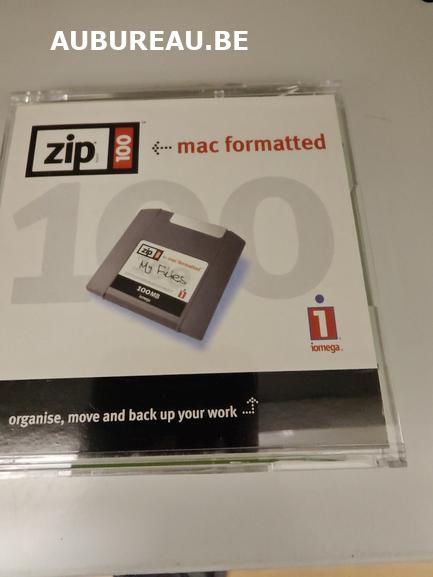 AUBUREAU.BE
zip 100 mac formatted
100
zip mac formatted
My Files
100MB
iomega
iomega
organise, move and back up your work